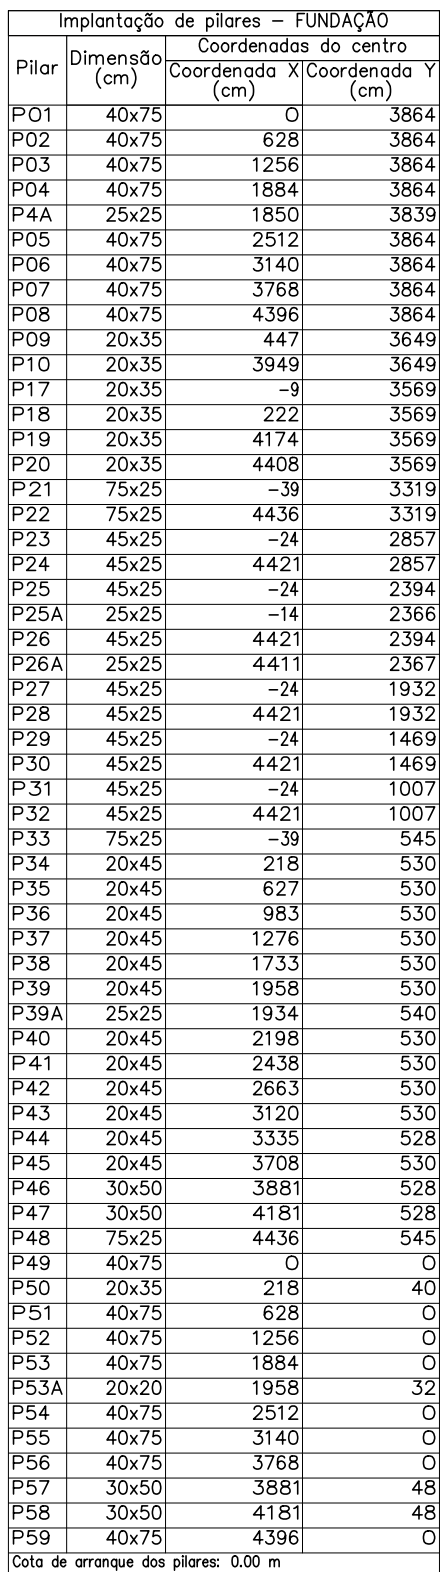 Implantação de pilares – FUNDAÇÃO
Pilar Dimensão (cm) Coordenadas do centro
Coordenada X (cm) Coordenada Y (cm)
P01 40x75 0 3864
P02 40x75 628 3864
P03 40x75 1256 3864
P04 40x75 1884 3864
P4A 25x25 1850 3839
P05 40x75 2512 3864
P06 40x75 3140 3864
P07 40x75 3768 3864
P08 40x75 4396 3864
P09 20x35 447 3649
P10 20x35 3949 3649
P17 20x35 –9 3569
P18 20x35 222 3569
P19 20x35 4174 3569
P20 20x35 4408 3569
P21 75x25 –39 3319
P22 75x25 4436 3319
P23 45x25 –24 2857
P24 45x25 4421 2857
P25 45x25 –24 2394
P25A 25x25 –14 2366
P26 45x25 4421 2394
P26A 25x25 4411 2367
P27 45x25 –24 1932
P28 45x25 4421 1932
P29 45x25 –24 1469
P30 45x25 4421 1469
P31 45x25 –24 1007
P32 45x25 4421 1007
P33 75x25 –39 545
P34 20x45 218 530
P35 20x45 627 530
P36 20x45 983 530
P37 20x45 1276 530
P38 20x45 1733 530
P39 20x45 1958 530
P39A 25x25 1934 540
P40 20x45 2198 530
P41 20x45 2438 530
P42 20x45 2663 530
P43 20x45 3120 530
P44 20x45 3335 528
P45 20x45 3708 530
P46 30x50 3881 528
P47 30x50 4181 528
P48 75x25 4436 545
P49 40x75 0 0
P50 20x35 218 40
P51 40x75 628 0
P52 40x75 1256 0
P53 40x75 1884 0
P53A 20x20 1958 32
P54 40x75 2512 0
P55 40x75 3140 0
P56 40x75 3768 0
P57 30x50 3881 48
P58 30x50 4181 48
P59 40x75 4396 0
Cota de arranque dos pilares: 0.00 m